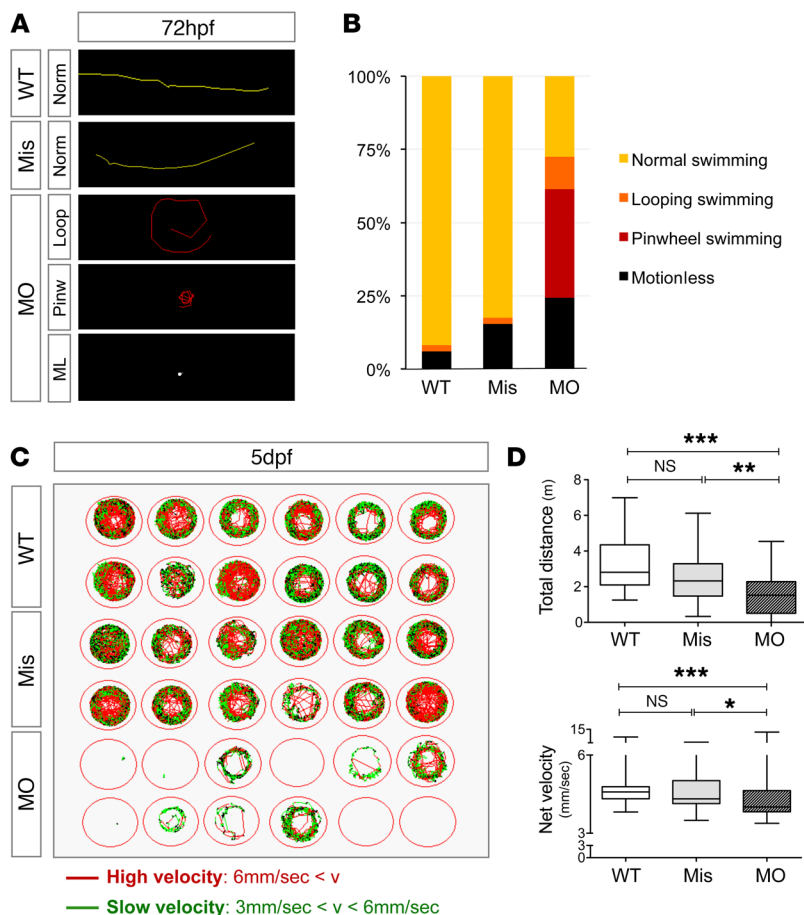 A
72hpf
WT
Norm
Mis
Norm
MO
Loop
Pinw
ML
B
100%
75%
50%
25%
0%
WT Mis MO
Normal swimming
Looping swimming
Pinwheel swimming
Motionless
C
5dpf
WT
Mis
MO
High velocity: 6mm/sec < v
Slow velocity: 3mm/sec < v < 6mm/sec
D
***
NS **
Total distance (m)
8
6
4
2
0
WT Mis MO
***
NS *
Net velocity
(mm/sec)
15
6
3
3
0
WT Mis MO